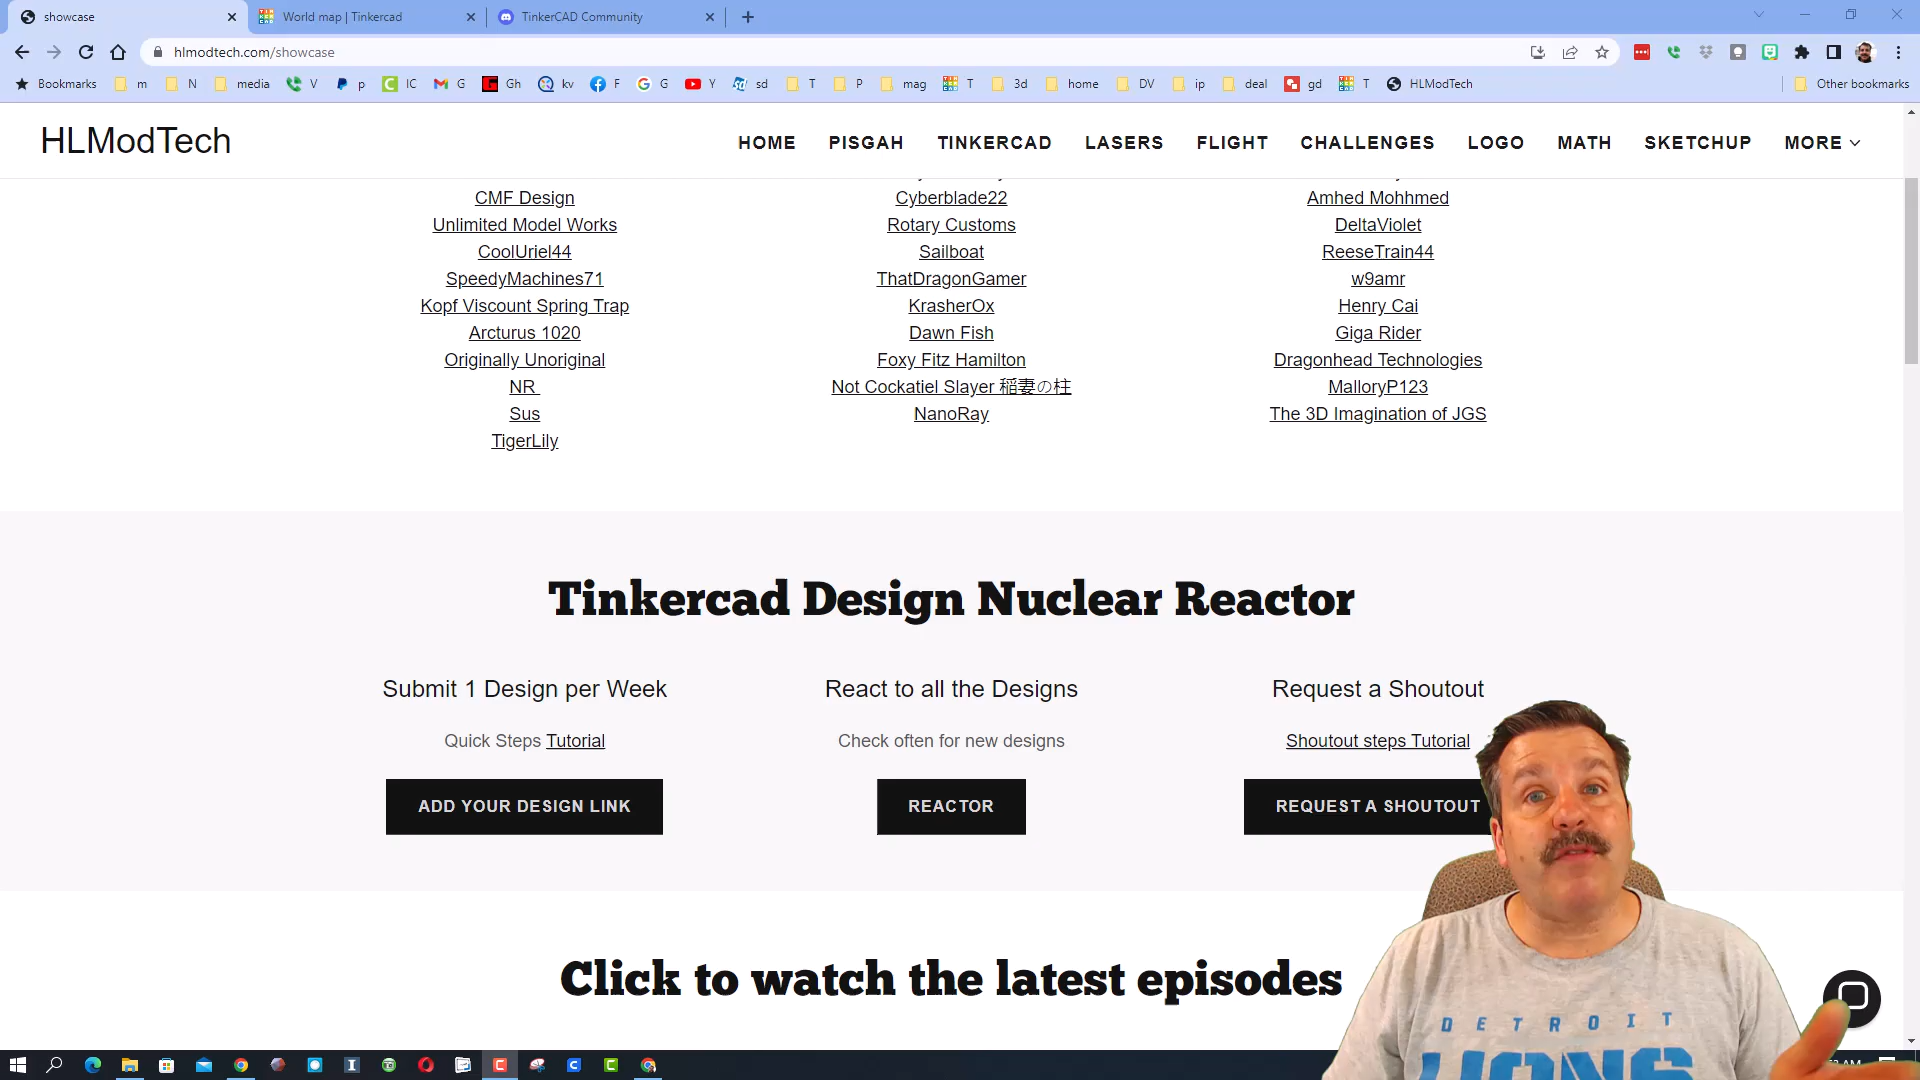 showcase
World map | Tinkercad
TinkerCAD Community
hlmodtech.com/showcase
Bookmarks m N media V p IC G Gh kv F G Y sd T P mag T 3d home DV ip deal gd T HLModTech Other bookmarks
HLModTech
HOME PISGAH TINKERCAD LASERS FLIGHT CHALLENGES LOGO MATH SKETCHUP MORE
CMF Design Cyberblade22 Amhed Mohhmed
Unlimited Model Works Rotary Customs DeltaViolet
CoolUriel44 Sailboat ReeseTrain44
SpeedyMachines71 ThatDragonGamer w9amr
Kopf Viscount Spring Trap KrasherOx Henry Cai
Arcturus 1020 Dawn Fish Giga Rider
Originally Unoriginal Foxy Fitz Hamilton Dragonhead Technologies
NR Not Cockatiel Slayer 稲妻の柱 MalloryP123
Sus NanoRay The 3D Imagination of JGS
TigerLily
Tinkercad Design Nuclear Reactor
Submit 1 Design per Week React to all the Designs Request a Shoutout
Quick Steps Tutorial Check often for new designs Shoutout steps Tutorial
ADD YOUR DESIGN LINK REACTOR REQUEST A SHOUTOUT
Click to watch the latest episodes
DETROIT
LIONS